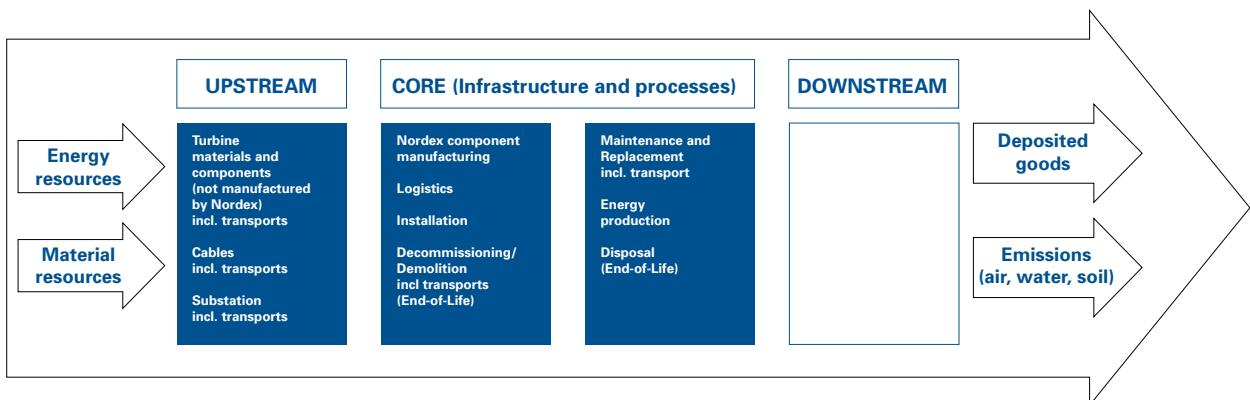 UPSTREAM
CORE (Infrastructure and processes)
DOWNSTREAM
Energy
resources
Material
resources
Turbine
materials and
components
(not manufactured
by Nordex)
incl. transports
Cables
incl. transports
Substation
incl. transports
Nordex component
manufacturing
Logistics
Installation
Decommissioning/
Demolition
incl transports
(End-of-Life)
Maintenance and
Replacement
incl. transport
Energy
production
Disposal
(End-of-Life)
Deposited
goods
Emissions
(air, water, soil)